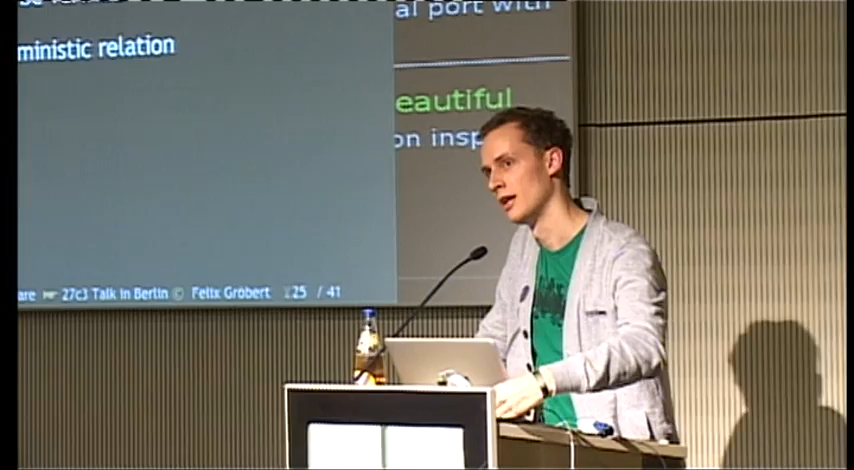 al port with
ministic relation
eautiful
on insp
are 27c3 Talk in Berlin © Felix Gröbert 25 / 41